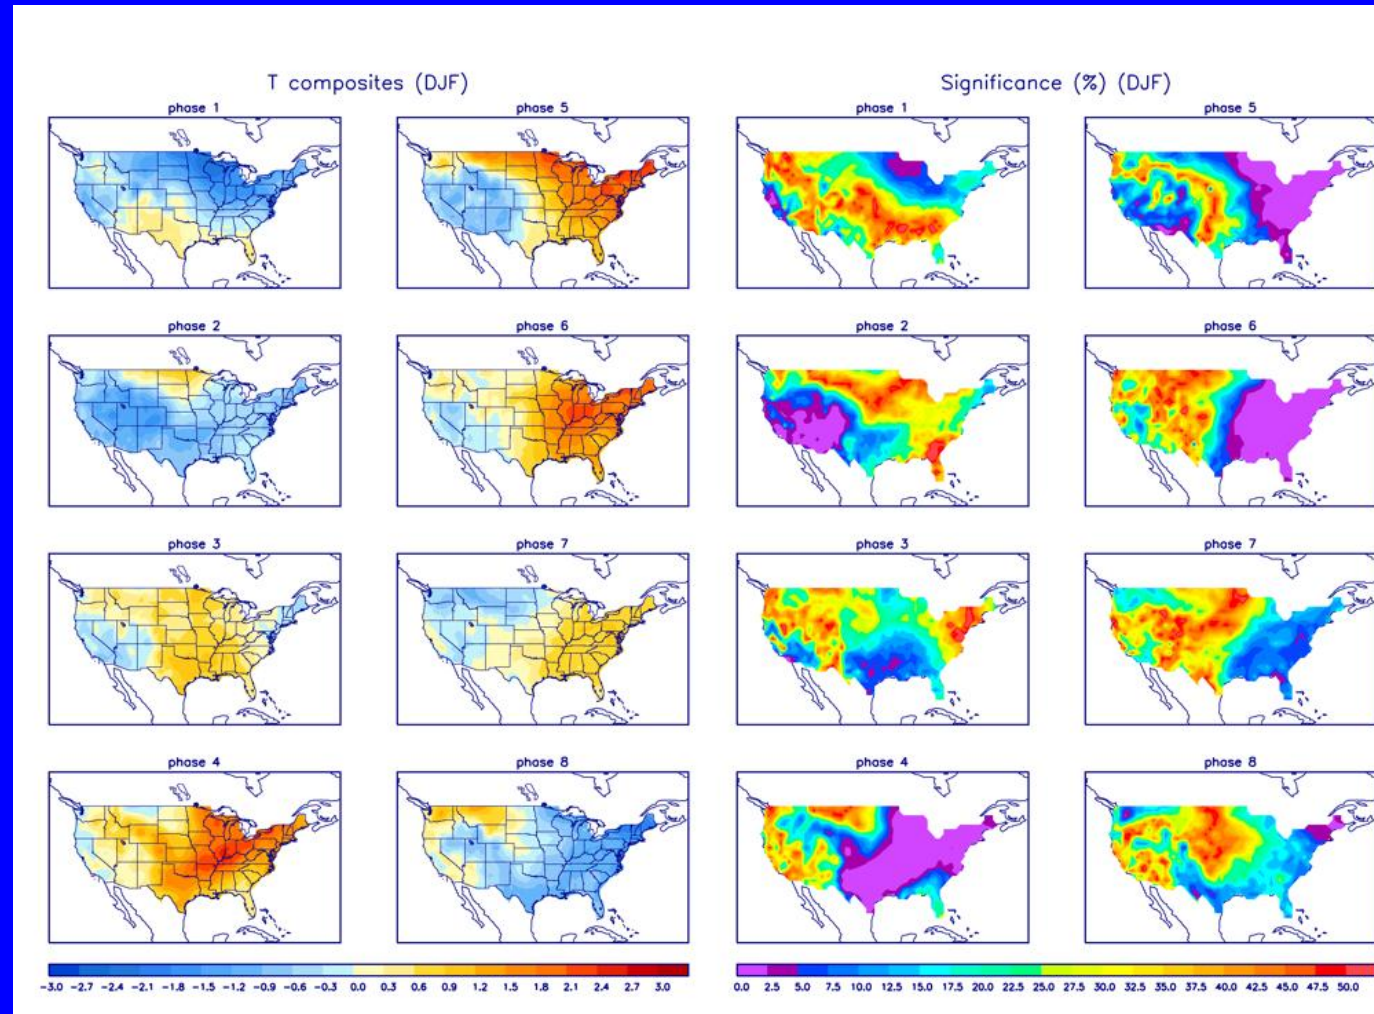 T composites (DJF)
Significance (%) (DJF)
phase 1
phase 5
phase 1
phase 5
phase 2
phase 6
phase 2
phase 6
phase 3
phase 7
phase 3
phase 7
phase 4
phase 8
phase 4
phase 8
-3.0 -2.7 -2.4 -2.1 -1.8 -1.5 -1.2 -0.9 -0.6 -0.3 0.0 0.3 0.6 0.9 1.2 1.5 1.8 2.1 2.4 2.7 3.0
0.0 2.5 5.0 7.5 10.0 12.5 15.0 17.5 20.0 22.5 25.0 27.5 30.0 32.5 35.0 37.5 40.0 42.5 45.0 47.5 50.0